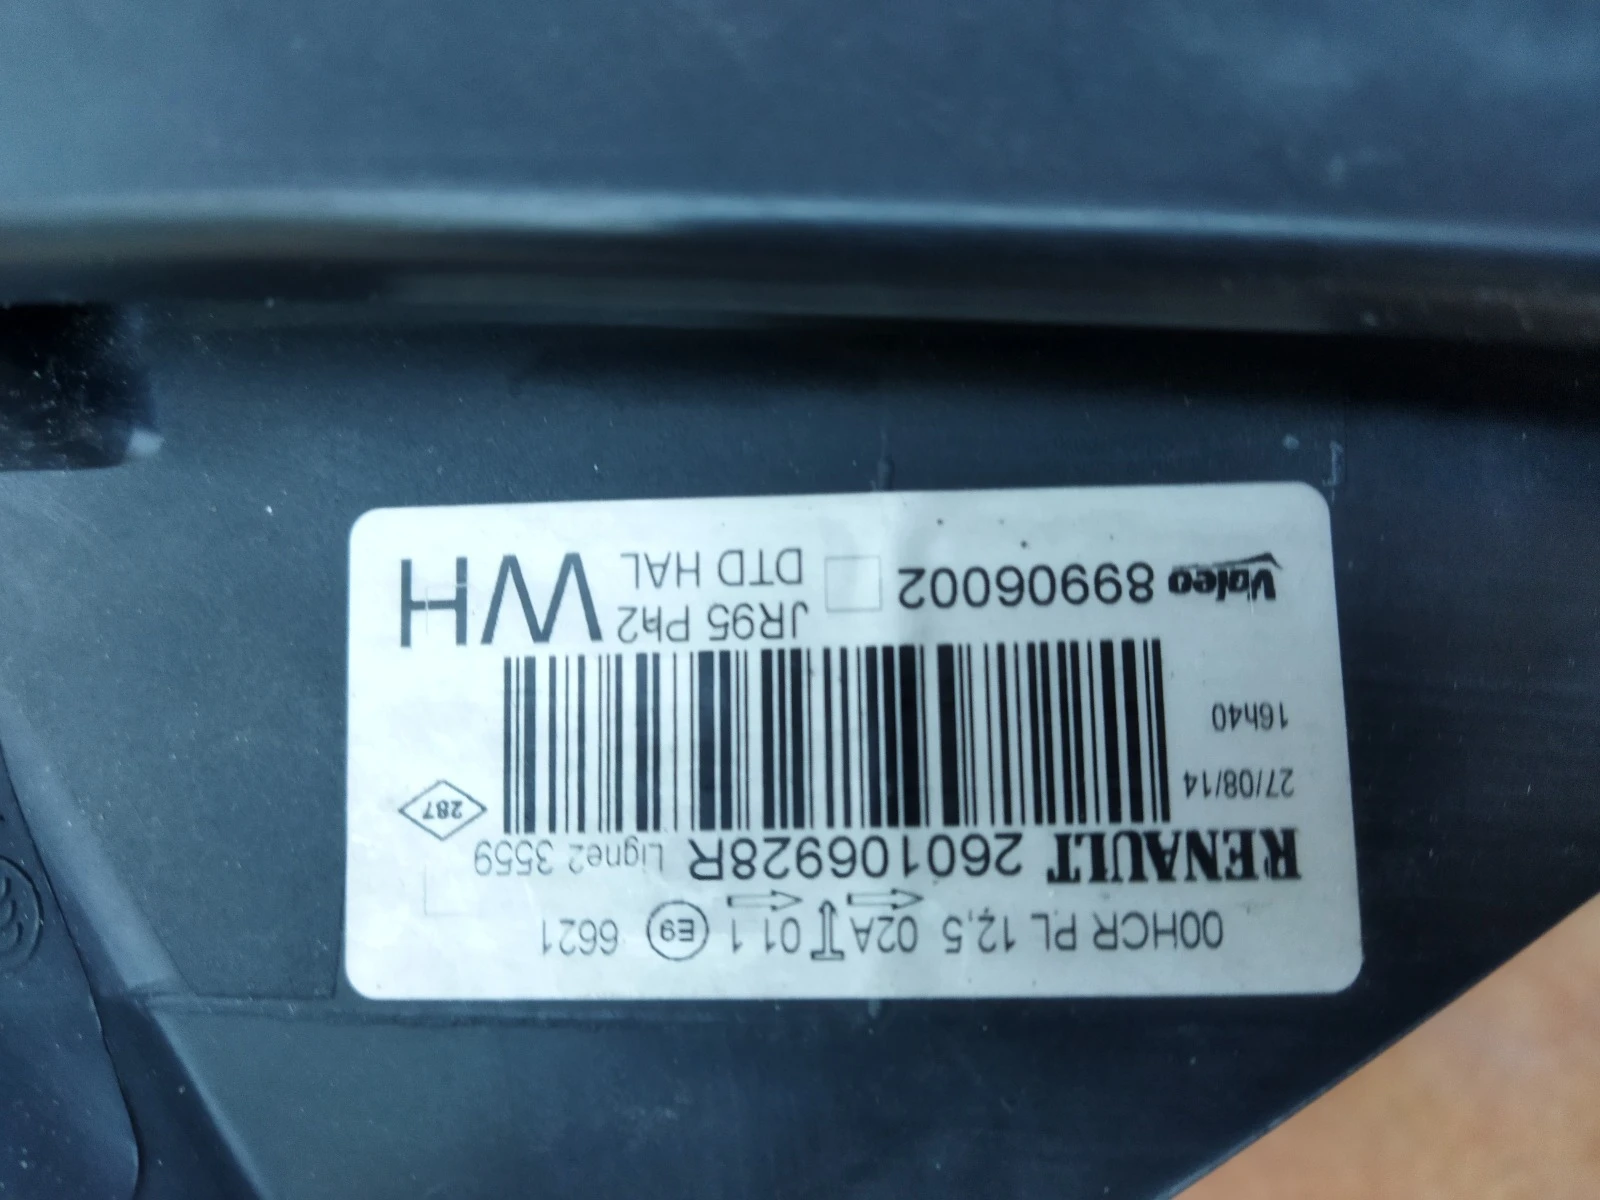 00HCR PL 12,5 02A 01 1 E9 6621
RENAULT 260106928R Ligne2 3559
27/08/14
16h40
287
Valeo 89906002
JR95 Ph2
DTD HAL
WH